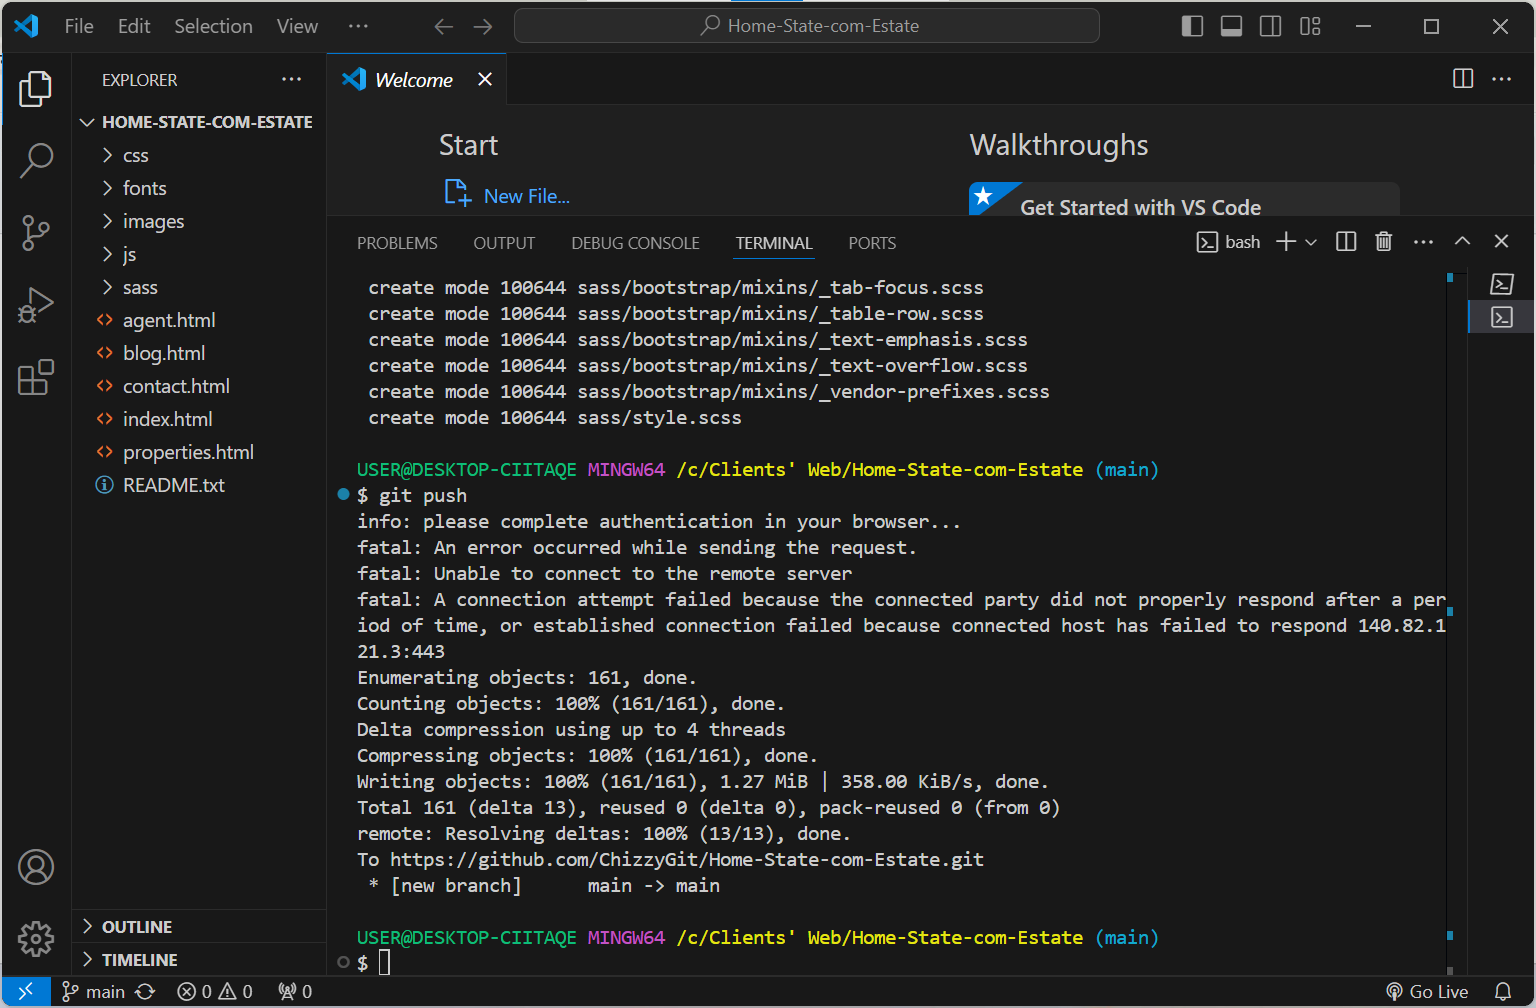 File Edit Selection View ··· Home-State-com-Estate
EXPLORER ···
Welcome
HOME-STATE-COM-ESTATE
css
fonts
images
js
sass
agent.html
blog.html
contact.html
index.html
properties.html
README.txt
OUTLINE
TIMELINE
Start
New File...
Walkthroughs
Get Started with VS Code
PROBLEMS OUTPUT DEBUG CONSOLE TERMINAL PORTS bash
create mode 100644 sass/bootstrap/mixins/_tab-focus.scss
create mode 100644 sass/bootstrap/mixins/_table-row.scss
create mode 100644 sass/bootstrap/mixins/_text-emphasis.scss
create mode 100644 sass/bootstrap/mixins/_text-overflow.scss
create mode 100644 sass/bootstrap/mixins/_vendor-prefixes.scss
create mode 100644 sass/style.scss
USER@DESKTOP-CIITAQE MINGW64 /c/Clients' Web/Home-State-com-Estate (main)
$ git push
info: please complete authentication in your browser...
fatal: An error occurred while sending the request.
fatal: Unable to connect to the remote server
fatal: A connection attempt failed because the connected party did not properly respond after a per
iod of time, or established connection failed because connected host has failed to respond 140.82.1
21.3:443
Enumerating objects: 161, done.
Counting objects: 100% (161/161), done.
Delta compression using up to 4 threads
Compressing objects: 100% (161/161), done.
Writing objects: 100% (161/161), 1.27 MiB | 358.00 KiB/s, done.
Total 161 (delta 13), reused 0 (delta 0), pack-reused 0 (from 0)
remote: Resolving deltas: 100% (13/13), done.
To https://github.com/ChizzyGit/Home-State-com-Estate.git
* [new branch] main -> main
USER@DESKTOP-CIITAQE MINGW64 /c/Clients' Web/Home-State-com-Estate (main)
$
main 0 0 0 Go Live